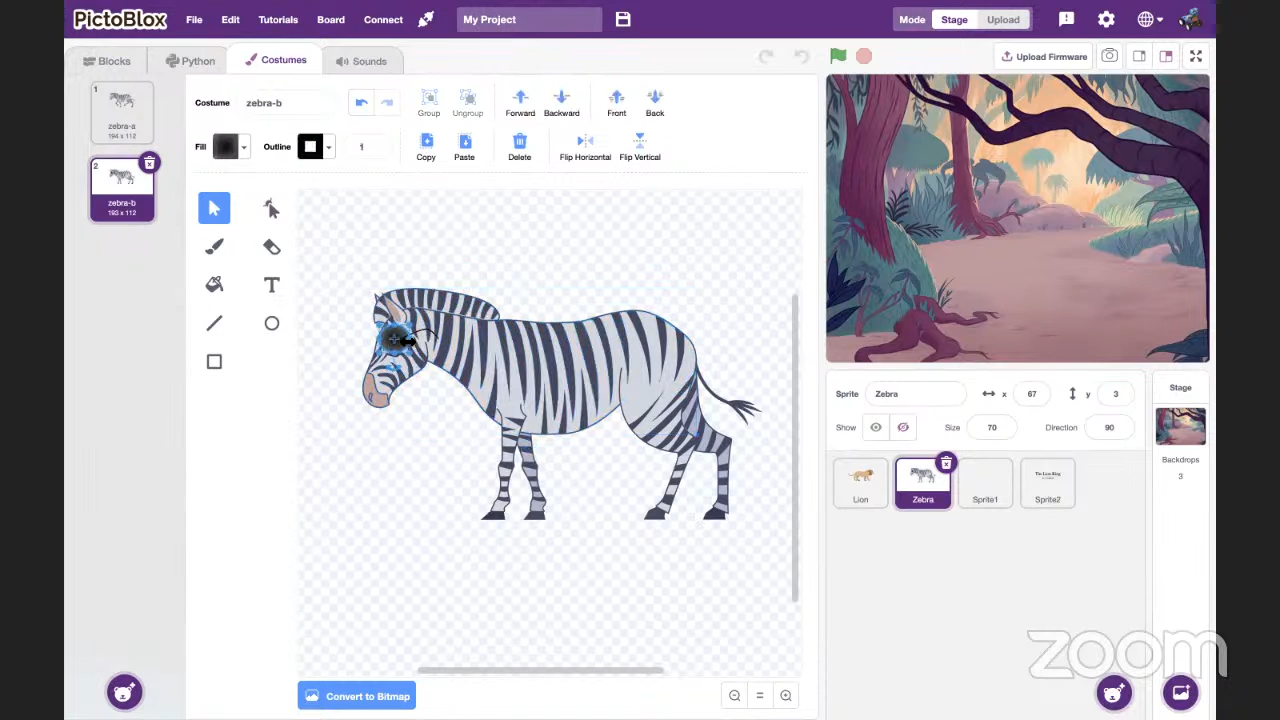 PictoBlox File Edit Tutorials Board Connect My Project Mode Stage Upload
Blocks Python Costumes Sounds Upload Firmware
1
zebra-a
194 x 112
2
zebra-b
193 x 112
Costume zebra-b Group Ungroup Forward Backward Front Back
Fill Outline 1 Copy Paste Delete Flip Horizontal Flip Vertical
T
Convert to Bitmap
Sprite Zebra x 67 y 3
Show Size 70 Direction 90
Lion Zebra Sprite1 Sprite2
The Lion King
Stage
Backdrops
3
zoom